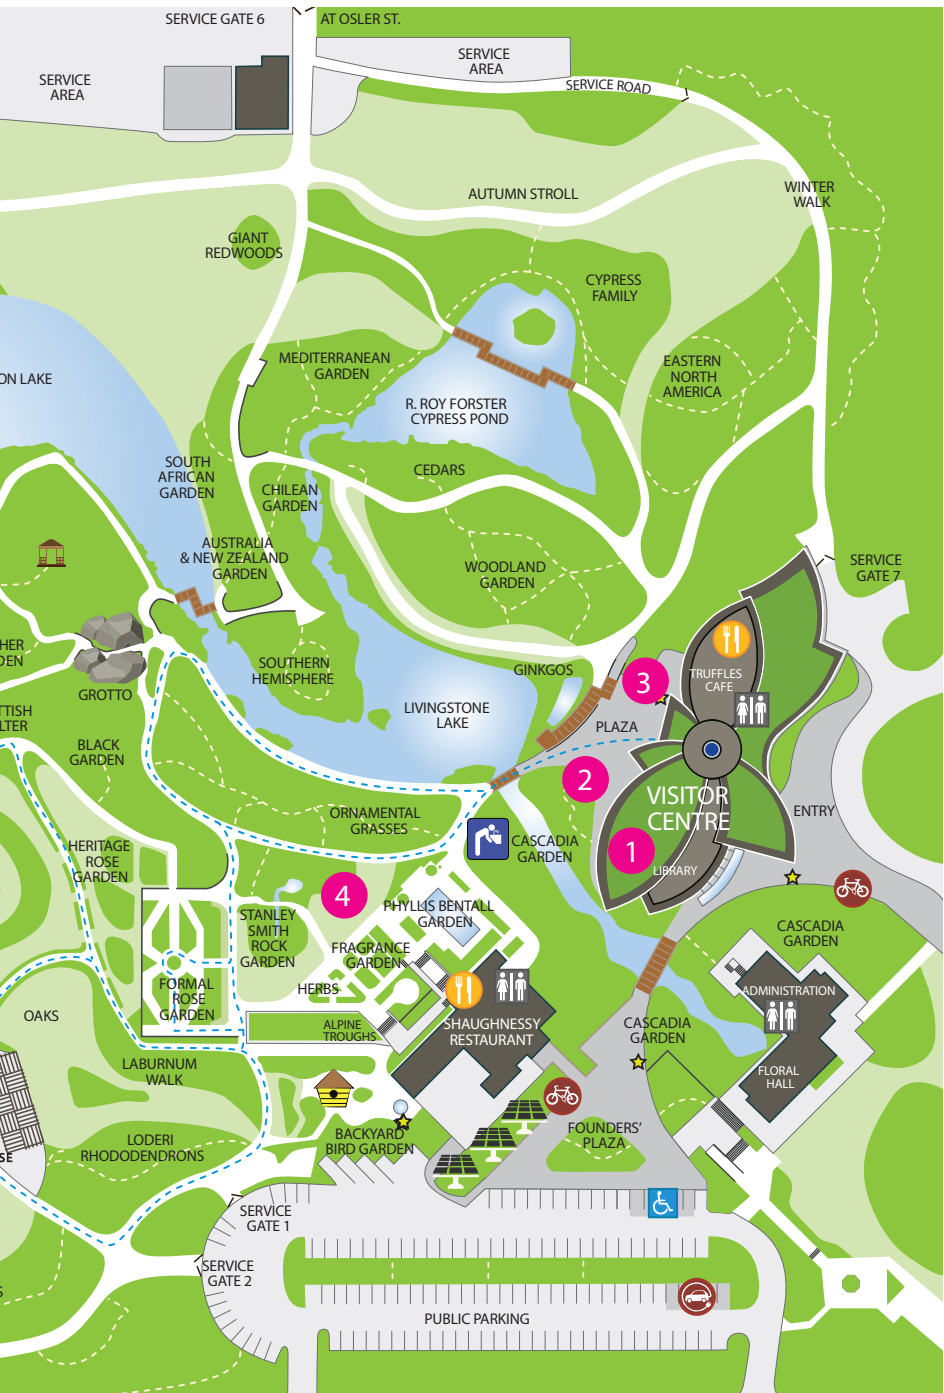 SERVICE GATE 6
AT OSLER ST.
SERVICE
AREA
SERVICE
AREA
SERVICE ROAD
WINTER
WALK
AUTUMN STROLL
GIANT
REDWOODS
CYPRESS
FAMILY
MEDITERRANEAN
GARDEN
EASTERN
NORTH
AMERICA
ON LAKE
R. ROY FORSTER
CYPRESS POND
SOUTH
AFRICAN
GARDEN
CEDARS
CHILEAN
GARDEN
AUSTRALIA
& NEW ZEALAND
GARDEN
WOODLAND
GARDEN
SERVICE
GATE 7
HER
DEN
GROTTO
SOUTHERN
HEMISPHERE
GINKGOS
3
TRUFFLES
CAFE
TTISH
LTER
LIVINGSTONE
LAKE
PLAZA
BLACK
GARDEN
2
VISITOR
CENTRE
ENTRY
ORNAMENTAL
GRASSES
CASCADIA
GARDEN
1
LIBRARY
HERITAGE
ROSE
GARDEN
4
PHYLLIS BENTALL
GARDEN
STANLEY
SMITH
ROCK
GARDEN
CASCADIA
GARDEN
FRAGRANCE
GARDEN
HERBS
FORMAL
ROSE
GARDEN
ADMINISTRATION
OAKS
ALPINE
TROUGHS
SHAUGHNESSY
RESTAURANT
CASCADIA
GARDEN
LABURNUM
WALK
FLORAL
HALL
LODERI
RHODODENDRONS
BACKYARD
BIRD GARDEN
FOUNDERS'
PLAZA
SE
SERVICE
GATE 1
SERVICE
GATE 2
S
PUBLIC PARKING